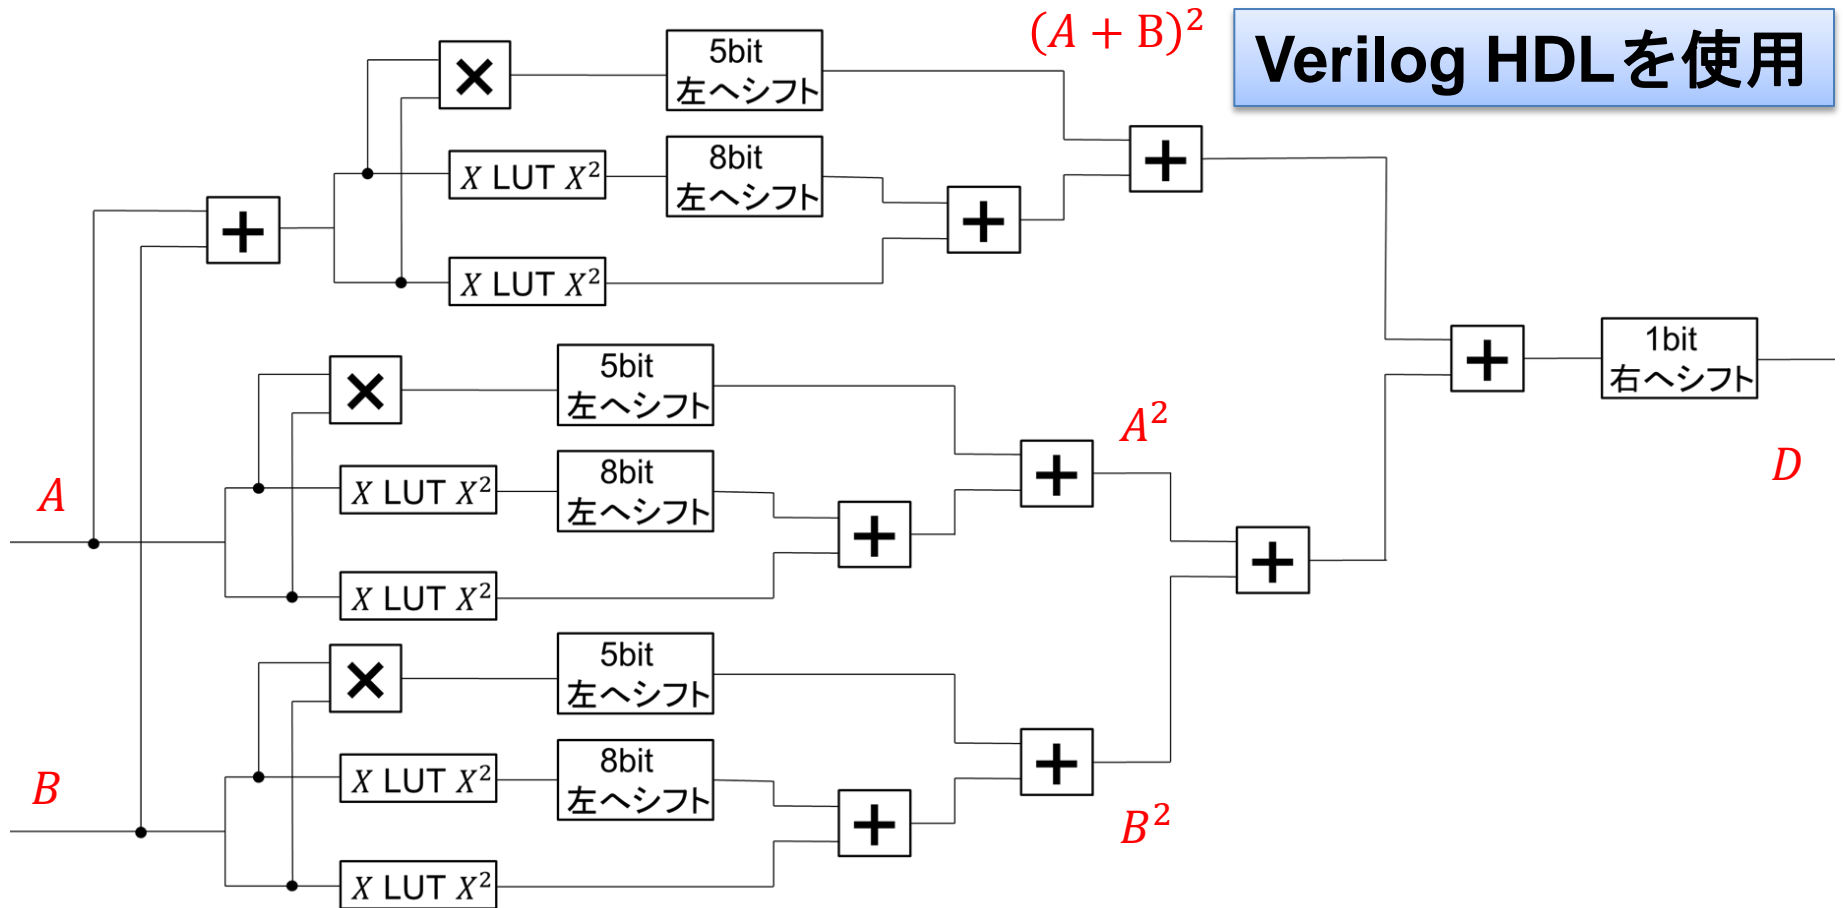 (A + B)²
Verilog HDLを使用
5bit
左へシフト
X LUT X²
8bit
左へシフト
X LUT X²
1bit
右へシフト
5bit
左へシフト
A
X LUT X²
8bit
左へシフト
A²
D
X LUT X²
5bit
左へシフト
B
X LUT X²
8bit
左へシフト
B²
X LUT X²